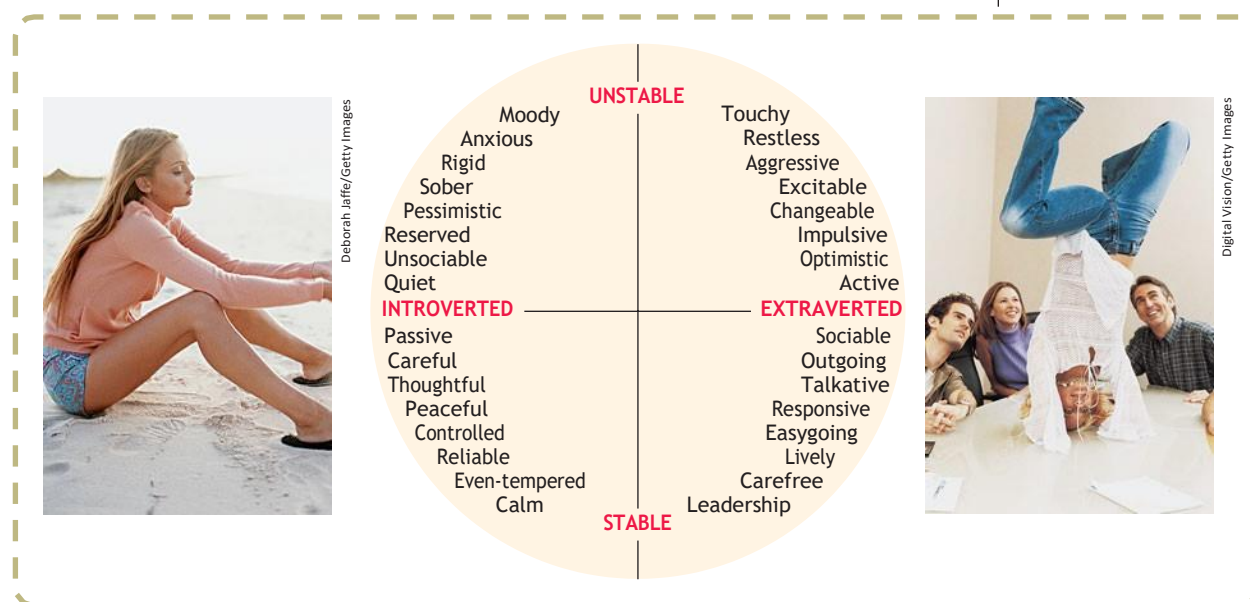 UNSTABLE
Moody
Anxious
Rigid
Sober
Pessimistic
Reserved
Unsociable
Quiet
Touchy
Restless
Aggressive
Excitable
Changeable
Impulsive
Optimistic
Active
INTROVERTED
EXTRAVERTED
Passive
Careful
Thoughtful
Peaceful
Controlled
Reliable
Even-tempered
Calm
Sociable
Outgoing
Talkative
Responsive
Easygoing
Lively
Carefree
Leadership
STABLE
Deborah Jaffe/Getty Images
Digital Vision/Getty Images